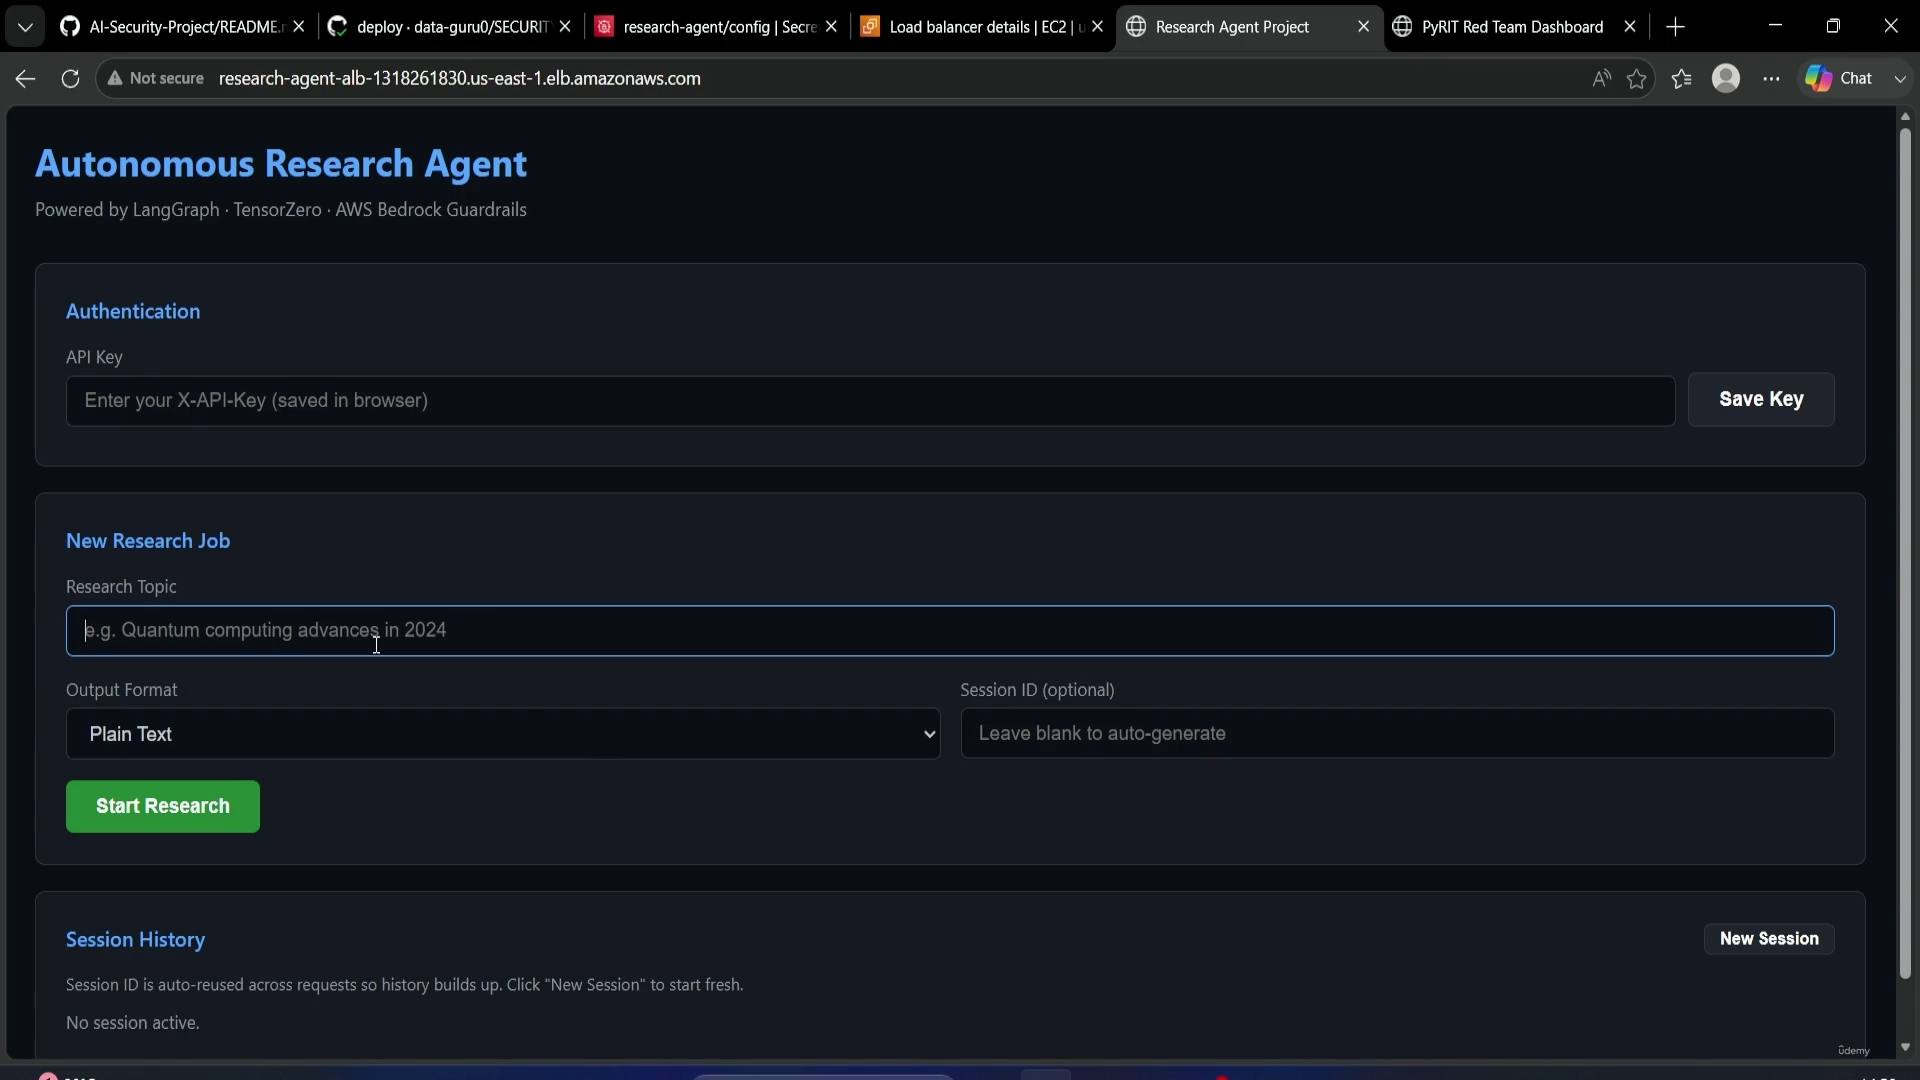 AI-Security-Project/README.
deploy · data-guru0/SECURIT
research-agent/config | Secre
Load balancer details | EC2 | u
Research Agent Project
PyRIT Red Team Dashboard
Not secure
research-agent-alb-1318261830.us-east-1.elb.amazonaws.com
Chat
Autonomous Research Agent
Powered by LangGraph · TensorZero · AWS Bedrock Guardrails
Authentication
API Key
Enter your X-API-Key (saved in browser)
Save Key
New Research Job
Research Topic
e.g. Quantum computing advances in 2024
Output Format
Session ID (optional)
Plain Text
Leave blank to auto-generate
Start Research
Session History
New Session
Session ID is auto-reused across requests so history builds up. Click "New Session" to start fresh.
No session active.
ûdemy